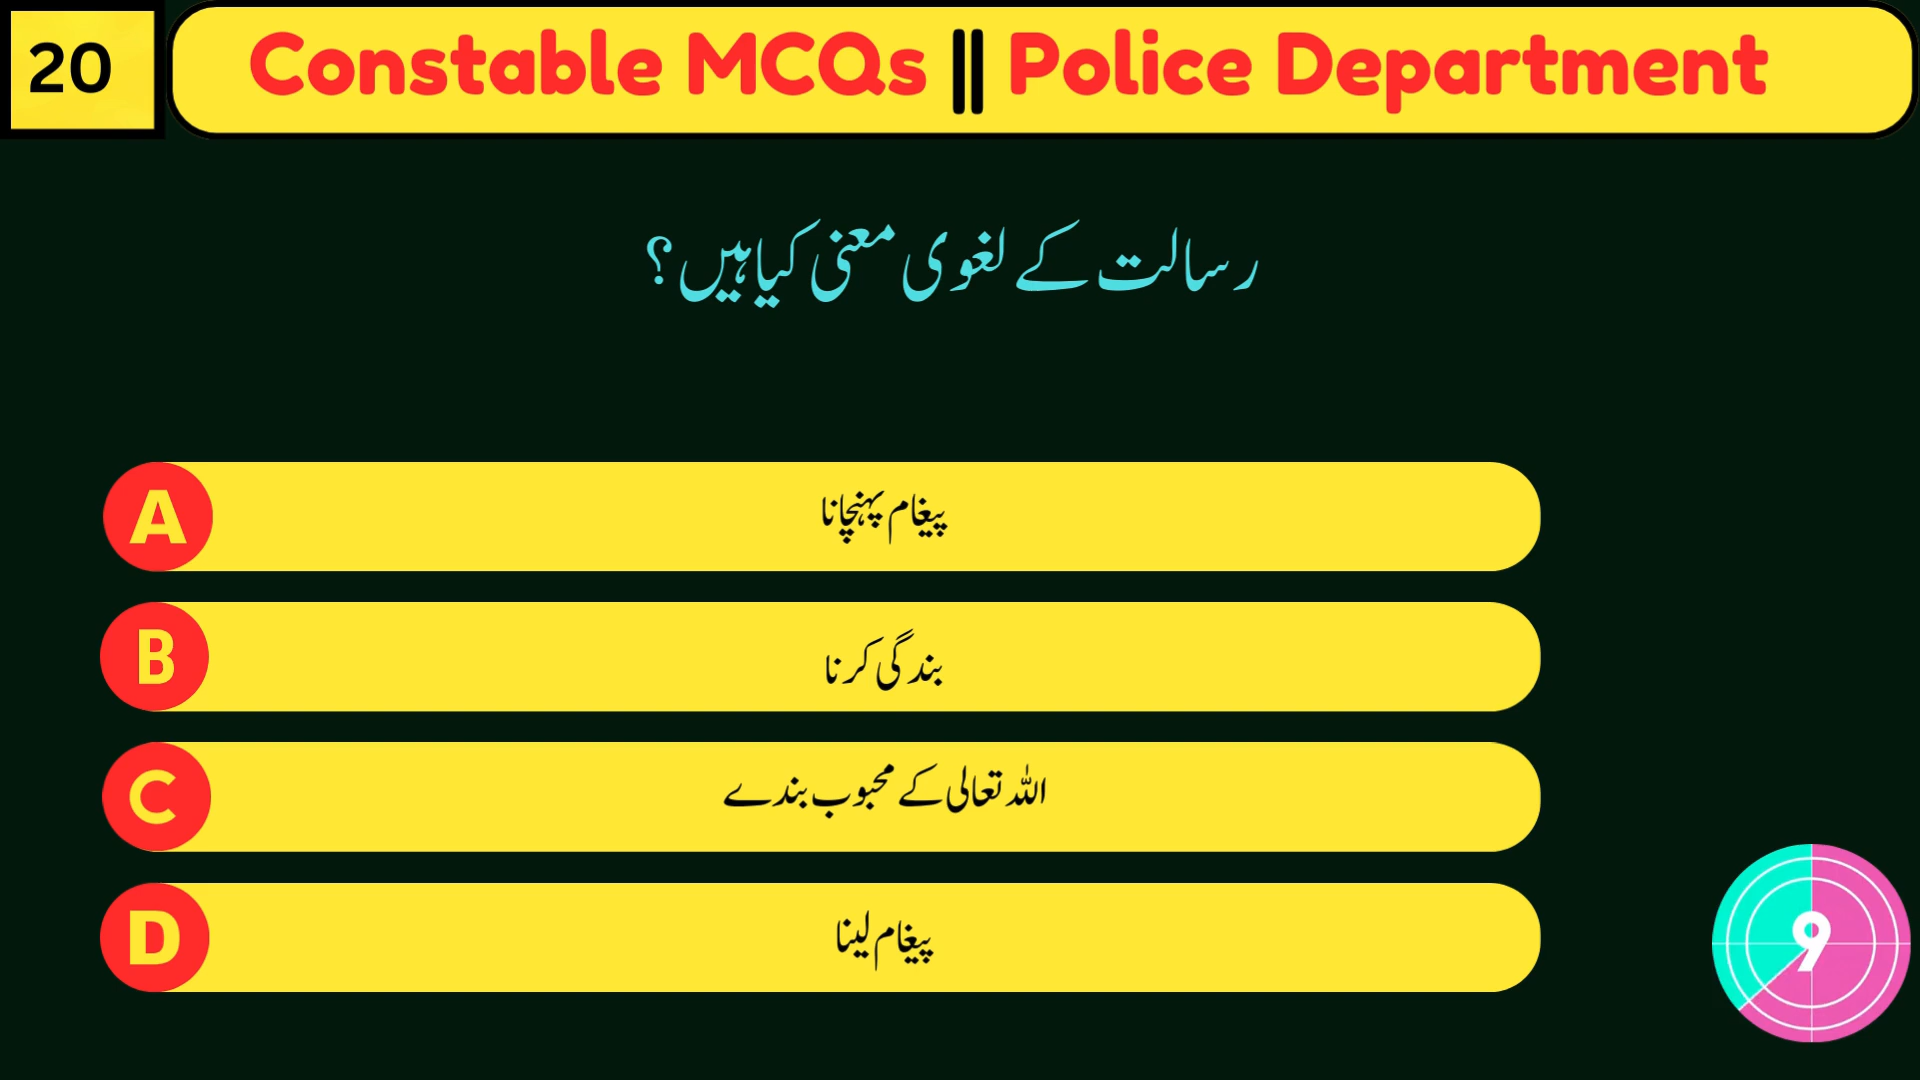 20
Constable MCQs || Police Department
رسالت کے لغوی معنی کیا ہیں؟
A پیغام پہنچانا
B بندگی کرنا
C اللہ تعالی کے محبوب بندے
D پیغام لینا
9